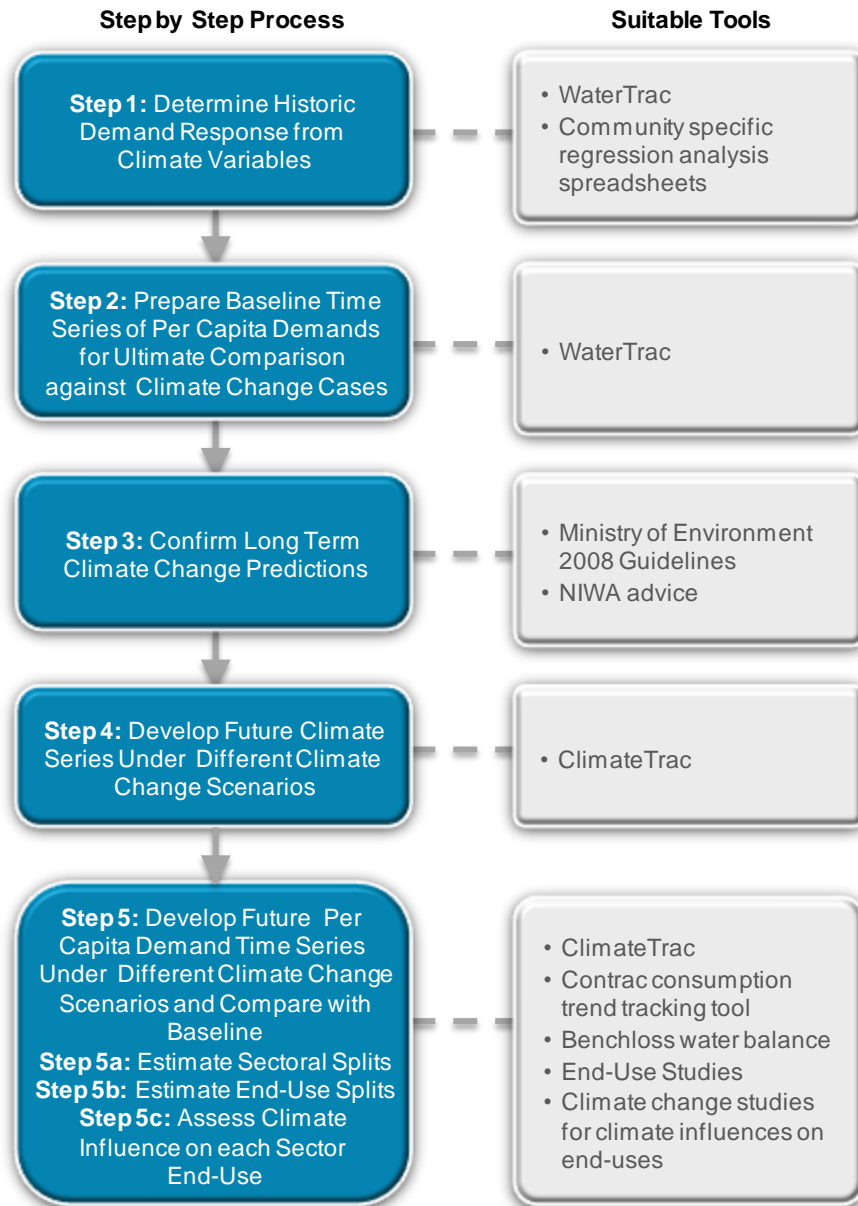 Step by Step Process
Suitable Tools
Step 1: Determine Historic
Demand Response from
Climate Variables
• WaterTrac
• Community specific
regression analysis
spreadsheets
Step 2: Prepare Baseline Time
Series of Per Capita Demands
for Ultimate Comparison
against Climate Change Cases
• WaterTrac
Step 3: Confirm Long Term
Climate Change Predictions
• Ministry of Environment
2008 Guidelines
• NIWA advice
Step 4: Develop Future Climate
Series Under Different Climate
Change Scenarios
• ClimateTrac
Step 5: Develop Future Per
Capita Demand Time Series
Under Different Climate Change
Scenarios and Compare with
Baseline
Step 5a: Estimate Sectoral Splits
Step 5b: Estimate End-Use Splits
Step 5c: Assess Climate
Influence on each Sector
End-Use
• ClimateTrac
• Contrac consumption
trend tracking tool
• Benchloss water balance
• End-Use Studies
• Climate change studies
for climate influences on
end-uses